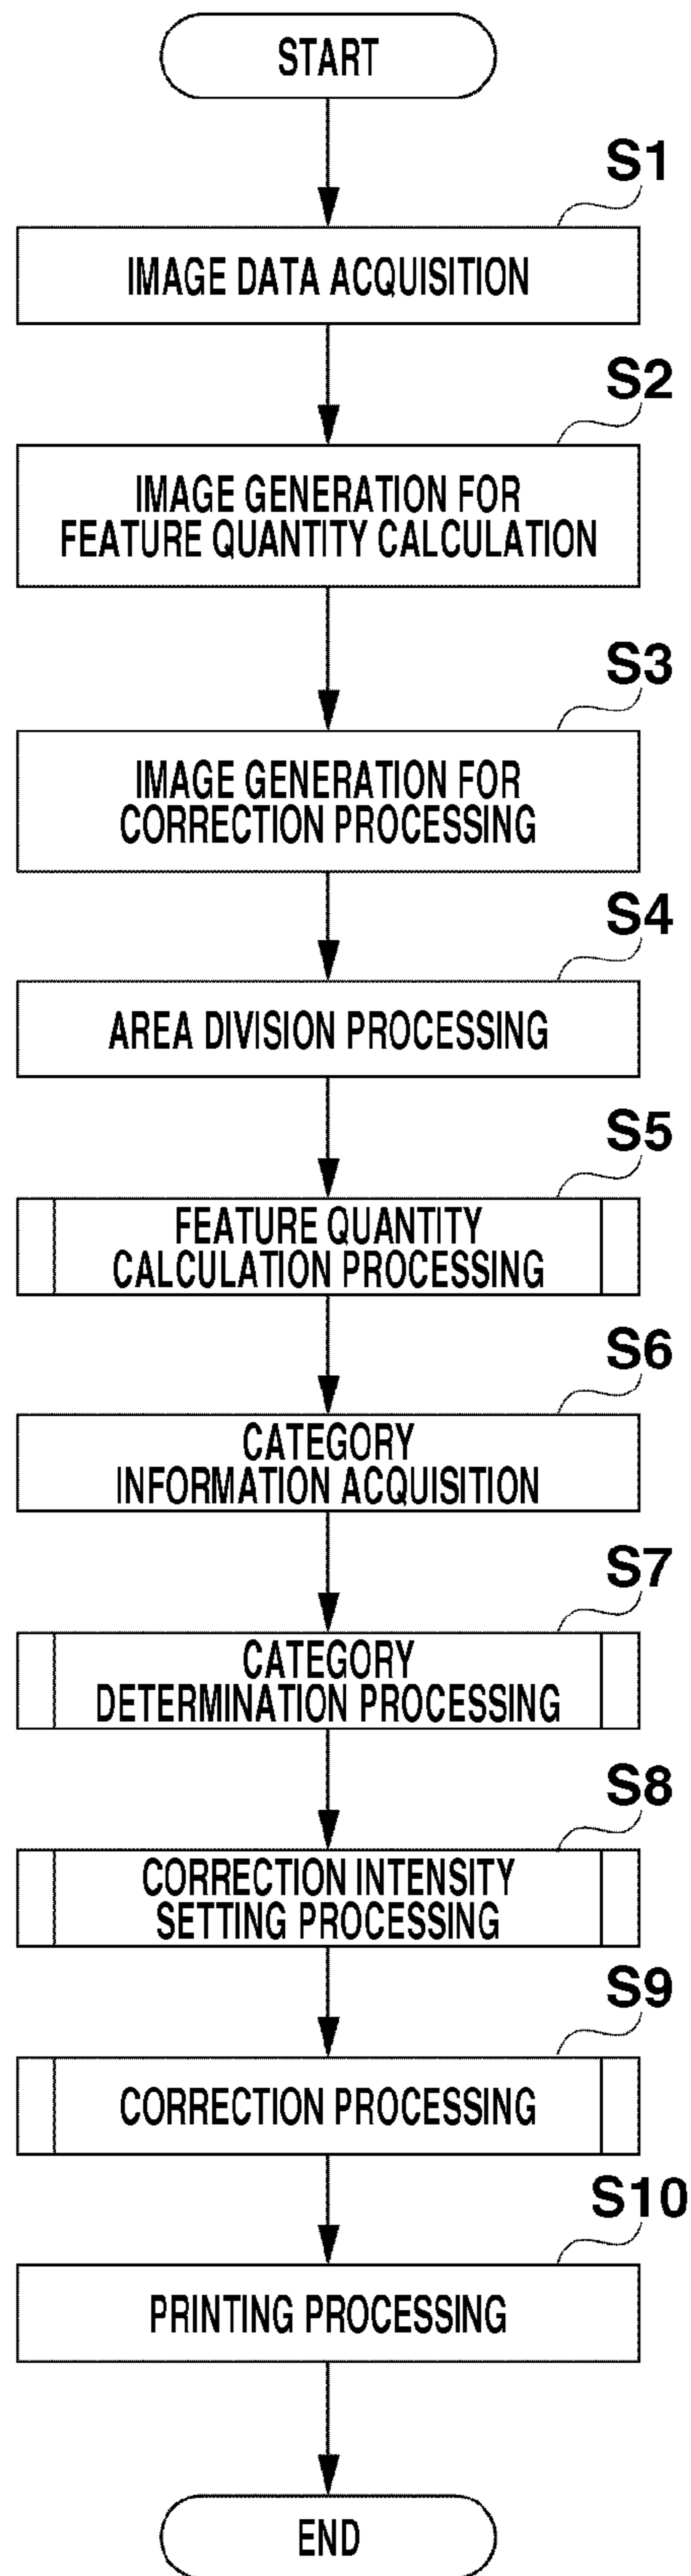 START
S1
IMAGE DATA ACQUISITION
S2
IMAGE GENERATION FOR
FEATURE QUANTITY CALCULATION
S3
IMAGE GENERATION FOR
CORRECTION PROCESSING
S4
AREA DIVISION PROCESSING
S5
FEATURE QUANTITY
CALCULATION PROCESSING
S6
CATEGORY
INFORMATION ACQUISITION
S7
CATEGORY
DETERMINATION PROCESSING
S8
CORRECTION INTENSITY
SETTING PROCESSING
S9
CORRECTION PROCESSING
S10
PRINTING PROCESSING
END